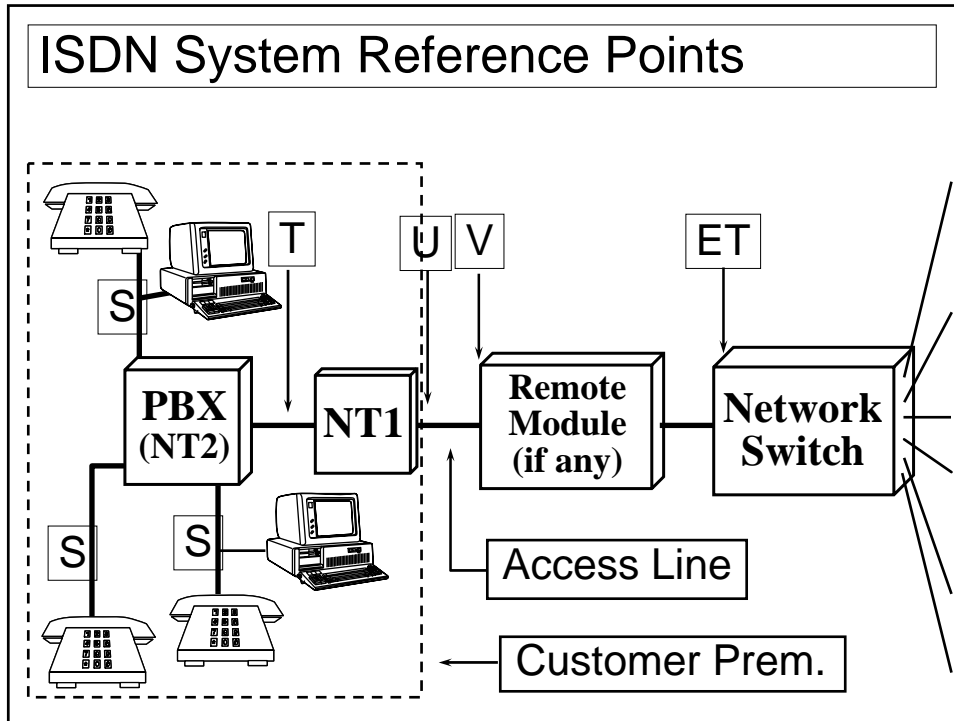 ISDN System Reference Points
T
U
V
ET
S
PBX
(NT2)
NT1
Remote
Module
(if any)
Network
Switch
S
S
Access Line
Customer Prem.